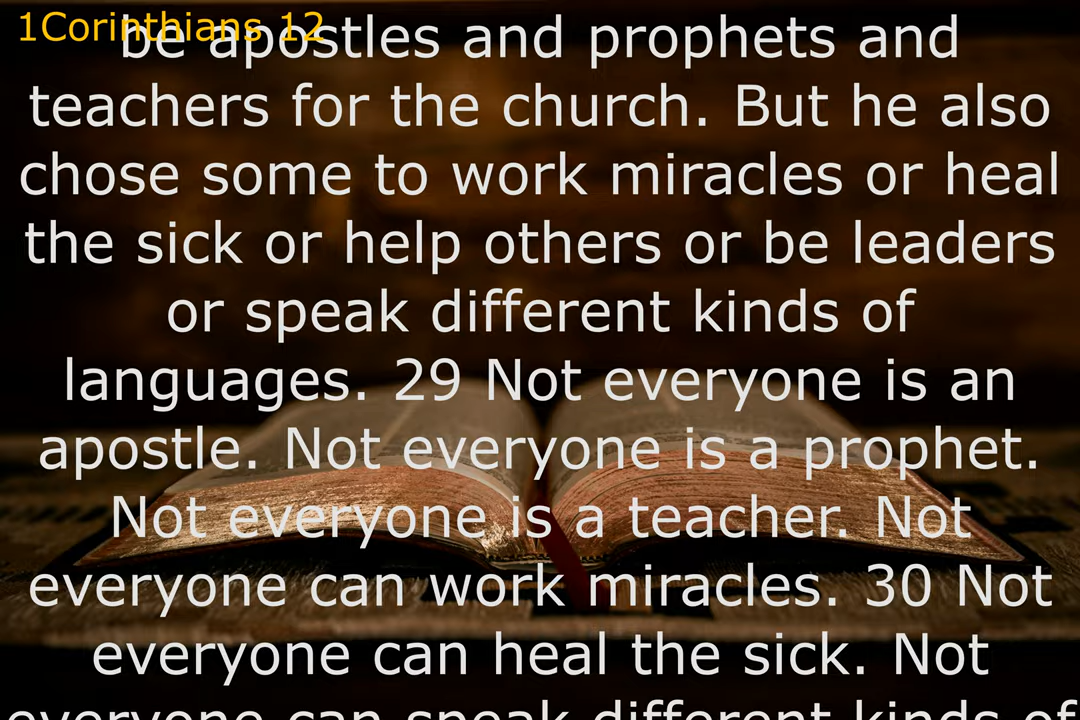 1Corinthians 12
be apostles and prophets and
teachers for the church. But he also
chose some to work miracles or heal
the sick or help others or be leaders
or speak different kinds of
languages. 29 Not everyone is an
apostle. Not everyone is a prophet.
Not everyone is a teacher. Not
everyone can work miracles. 30 Not
everyone can heal the sick. Not
everyone can speak different kinds of